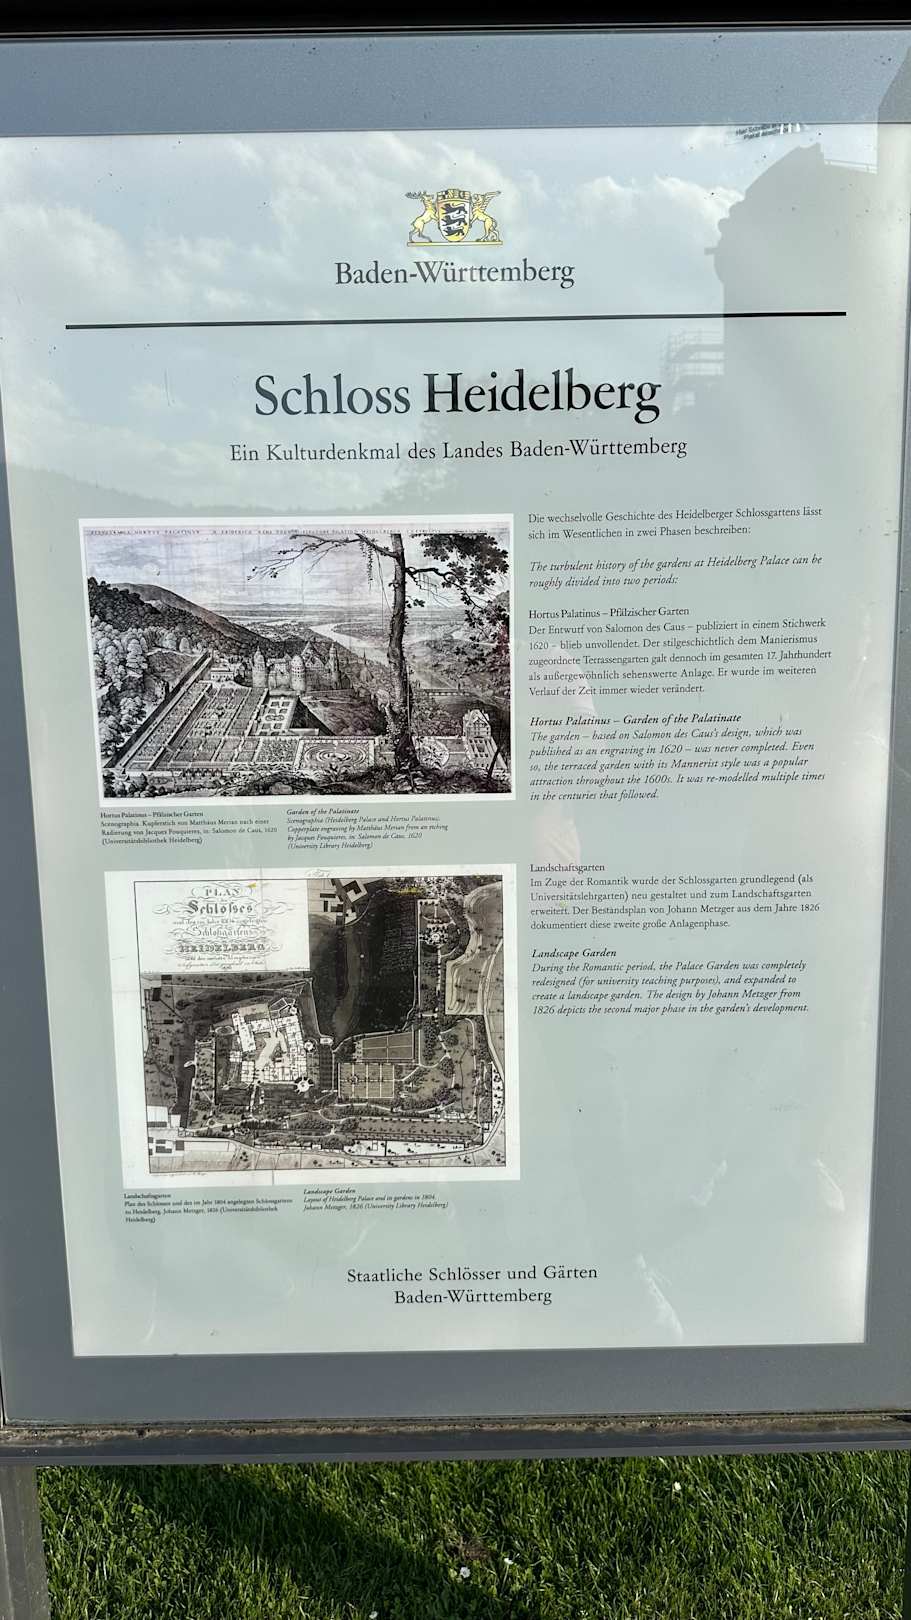 Baden-Württemberg
Schloss Heidelberg
Ein Kulturdenkmal des Landes Baden-Württemberg
Die wechselvolle Geschichte des Heidelberger Schlossgartens lässt
sich im Wesentlichen in zwei Phasen beschreiben:
The turbulent history of the gardens at Heidelberg Palace can be
roughly divided into two periods:
Hortus Palatinus – Pfälzischer Garten
Der Entwurf von Salomon des Caus – publiziert in einem Stichwerk
1620 – blieb unvollendet. Der stilgeschichtlich dem Manierismus
zugeordnete Terrassengarten galt dennoch im gesamten 17. Jahrhundert
als außergewöhnlich sehenswerte Anlage. Er wurde im weiteren
Verlauf der Zeit immer wieder verändert.
Hortus Palatinus – Garden of the Palatinate
The garden – based on Salomon des Caus's design, which was
published as an engraving in 1620 – was never completed. Even
so, the terraced garden with its Mannerist style was a popular
attraction throughout the 1600s. It was re-modelled multiple times
in the centuries that followed.
Hortus Palatinus – Pfälzischer Garten
Scenographia. Kupferstich von Matthäus Merian nach einer
Radierung von Jacques Fouquieres, in: Salomon de Caus, 1620
(Universitätsbibliothek Heidelberg)
Garden of the Palatinate
Scenographia (Heidelberg Palace and Hortus Palatinus).
Copperplate engraving by Matthäus Merian from an etching
by Jacques Fouquieres, in: Salomon de Caus, 1620
(University Library Heidelberg)
Landschaftsgarten
Im Zuge der Romantik wurde der Schlossgarten grundlegend (als
Universitätslehrgarten) neu gestaltet und zum Landschaftsgarten
erweitert. Der Bestandsplan von Johann Metzger aus dem Jahre 1826
dokumentiert diese zweite große Anlagenphase.
Landscape Garden
During the Romantic period, the Palace Garden was completely
redesigned (for university teaching purposes), and expanded to
create a landscape garden. The design by Johann Metzger from
1826 depicts the second major phase in the garden's development.
PLAN
Schlosses
Schlosgartens
HEIDELBERG
Landschaftsgarten
Plan des Schlosses und des im Jahr 1804 angelegten Schlossgartens
zu Heidelberg. Johann Metzger, 1826 (Universitätsbibliothek
Heidelberg)
Landscape Garden
Layout of Heidelberg Palace and its gardens in 1804.
Johann Metzger, 1826 (University Library Heidelberg)
Staatliche Schlösser und Gärten
Baden-Württemberg